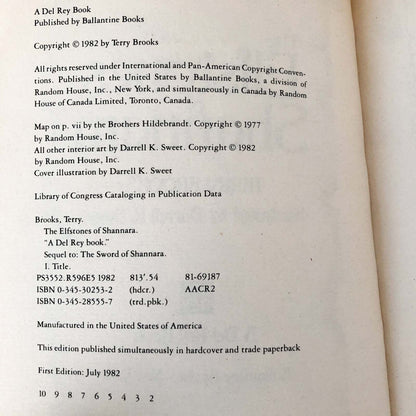 A Del Rey Book
Published by Ballantine Books
Copyright © 1982 by Terry Brooks
All rights reserved under International and Pan-American Copyright Conven-
tions. Published in the United States by Ballantine Books, a division of
Random House, Inc., New York, and simultaneously in Canada by Random
House of Canada Limited, Toronto, Canada.
Map on p. vii by the Brothers Hildebrandt. Copyright © 1977
by Random House, Inc.
All other interior art by Darrell K. Sweet. Copyright © 1982
by Random House, Inc.
Cover illustration by Darrell K. Sweet
Library of Congress Cataloging in Publication Data
Brooks, Terry.
The Elfstones of Shannara.
"A Del Rey book."
Sequel to: The Sword of Shannara.
I. Title.
PS3552.R596E5 1982 813'.54 81-69187
ISBN 0-345-30253-2 (hdcr.) AACR2
ISBN 0-345-28555-7 (trd.pbk.)
Manufactured in the United States of America
This edition published simultaneously in hardcover and trade paperback
First Edition: July 1982
10 9 8 7 6 5 4 3 2